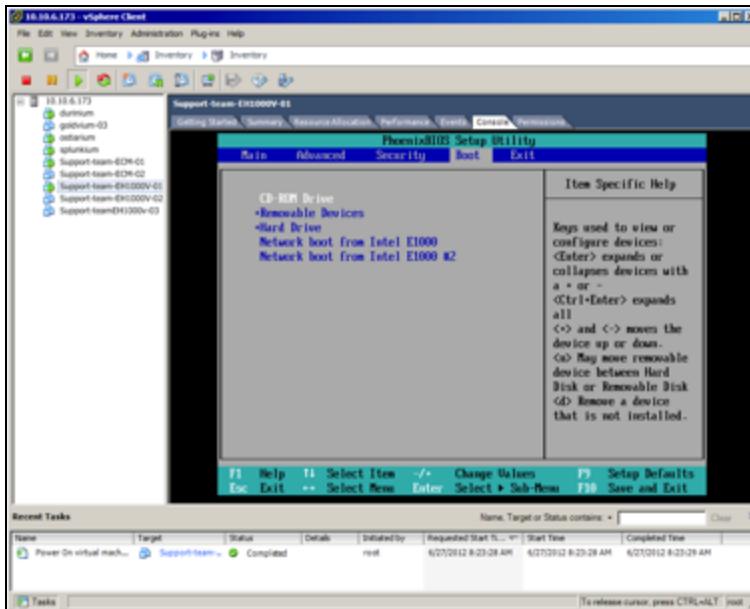 10.10.6.173 - vSphere Client
File Edit View Inventory Administration Plug-ins Help
Home Inventory Inventory
10.10.6.173
durinium
goldvium-03
ostiarium
splunkium
Support-team-ECM-01
Support-team-ECM-02
Support-team-EH1000V-01
Support-team-EH1000V-02
Support-teamEH1000v-03
Support-team-EH1000V-01
Getting Started Summary Resource Allocation Performance Events Console Permissions
PhoenixBIOS Setup Utility
Main Advanced Security Boot Exit
CD-ROM Drive
+Removable Devices
+Hard Drive
Network boot from Intel E1000
Network boot from Intel E1000 #2
Item Specific Help
Keys used to view or
configure devices:
<Enter> expands or
collapses devices with
a + or -
<Ctrl+Enter> expands
all
<+> and <-> moves the
device up or down.
<n> May move removable
device between Hard
Disk or Removable Disk
<d> Remove a device
that is not installed.
F1 Help ↑↓ Select Item -/+ Change Values F9 Setup Defaults
Esc Exit ↔ Select Menu Enter Select ▶ Sub-Menu F10 Save and Exit
Recent Tasks
Name, Target or Status contains: Clear
Name Target Status Details Initiated by Requested Start Ti... Start Time Completed Time
Power On virtual mach... Support-team-... Completed root 6/27/2012 8:23:28 AM 6/27/2012 8:23:28 AM 6/27/2012 8:23:29 AM
Tasks To release cursor, press CTRL+ALT root